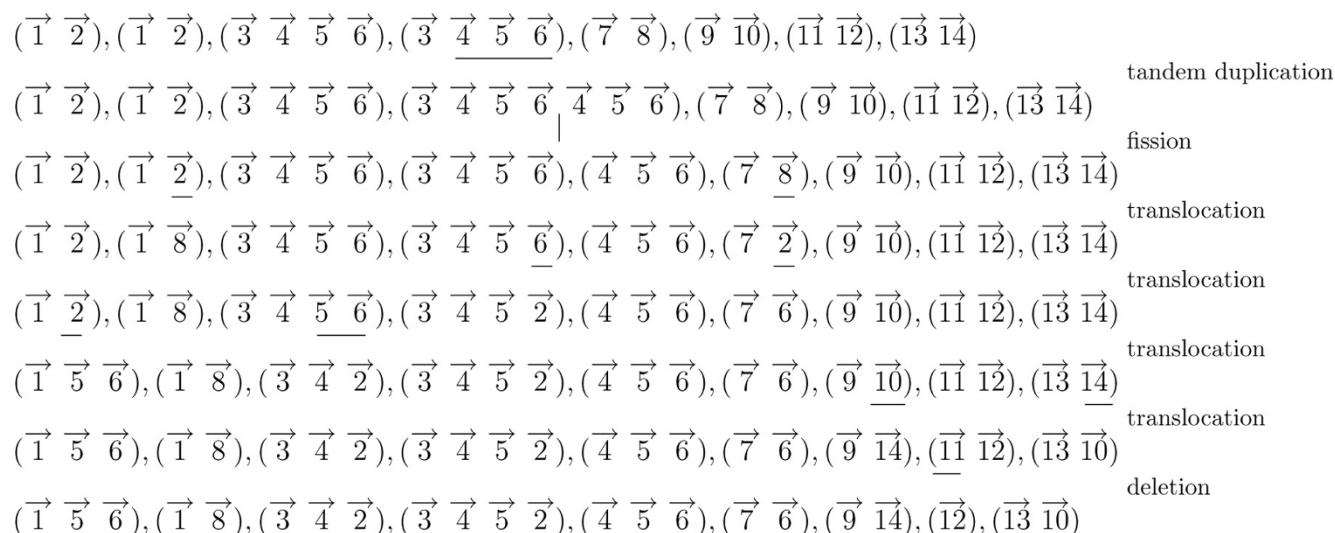 (→1 →2),(→1 →2),(→3 →4 →5 →6),(→3 →4 →5 →6),(→7 →8),(→9 →10),(→11 →12),(→13 →14)
tandem duplication
(→1 →2),(→1 →2),(→3 →4 →5 →6),(→3 →4 →5 →6 →4 →5 →6),(→7 →8),(→9 →10),(→11 →12),(→13 →14)
fission
(→1 →2),(→1 →2),(→3 →4 →5 →6),(→3 →4 →5 →6),(→4 →5 →6),(→7 →8),(→9 →10),(→11 →12),(→13 →14)
translocation
(→1 →2),(→1 →8),(→3 →4 →5 →6),(→3 →4 →5 →6),(→4 →5 →6),(→7 →2),(→9 →10),(→11 →12),(→13 →14)
translocation
(→1 →2),(→1 →8),(→3 →4 →5 →6),(→3 →4 →5 →2),(→4 →5 →6),(→7 →6),(→9 →10),(→11 →12),(→13 →14)
translocation
(→1 →5 →6),(→1 →8),(→3 →4 →2),(→3 →4 →5 →2),(→4 →5 →6),(→7 →6),(→9 →10),(→11 →12),(→13 →14)
translocation
(→1 →5 →6),(→1 →8),(→3 →4 →2),(→3 →4 →5 →2),(→4 →5 →6),(→7 →6),(→9 →14),(→11 →12),(→13 →10)
deletion
(→1 →5 →6),(→1 →8),(→3 →4 →2),(→3 →4 →5 →2),(→4 →5 →6),(→7 →6),(→9 →14),(→12),(→13 →10)